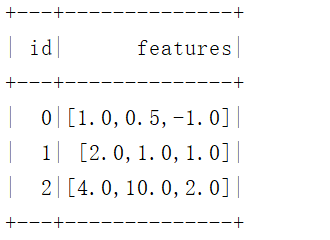 +---+--------------+
| id|      features|
+---+--------------+
|  0|[1.0,0.5,-1.0]|
|  1| [2.0,1.0,1.0]|
|  2|[4.0,10.0,2.0]|
+---+--------------+